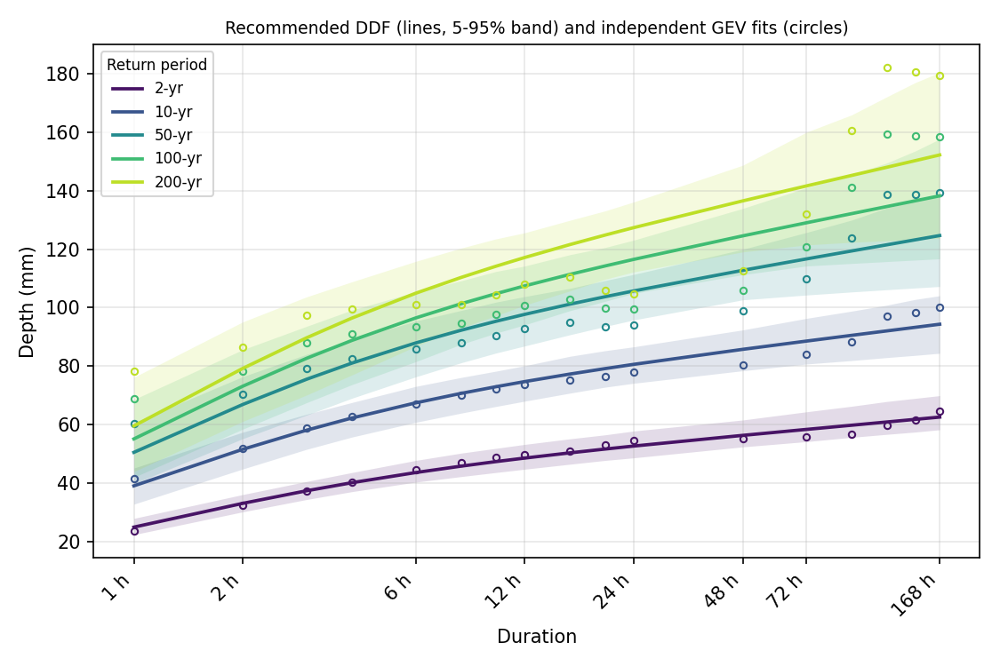 Recommended DDF (lines, 5-95% band) and independent GEV fits (circles)
Return period
2-yr
10-yr
50-yr
100-yr
200-yr
Depth (mm)
180
160
140
120
100
80
60
40
20
1 h
2 h
6 h
12 h
24 h
48 h
72 h
168 h
Duration